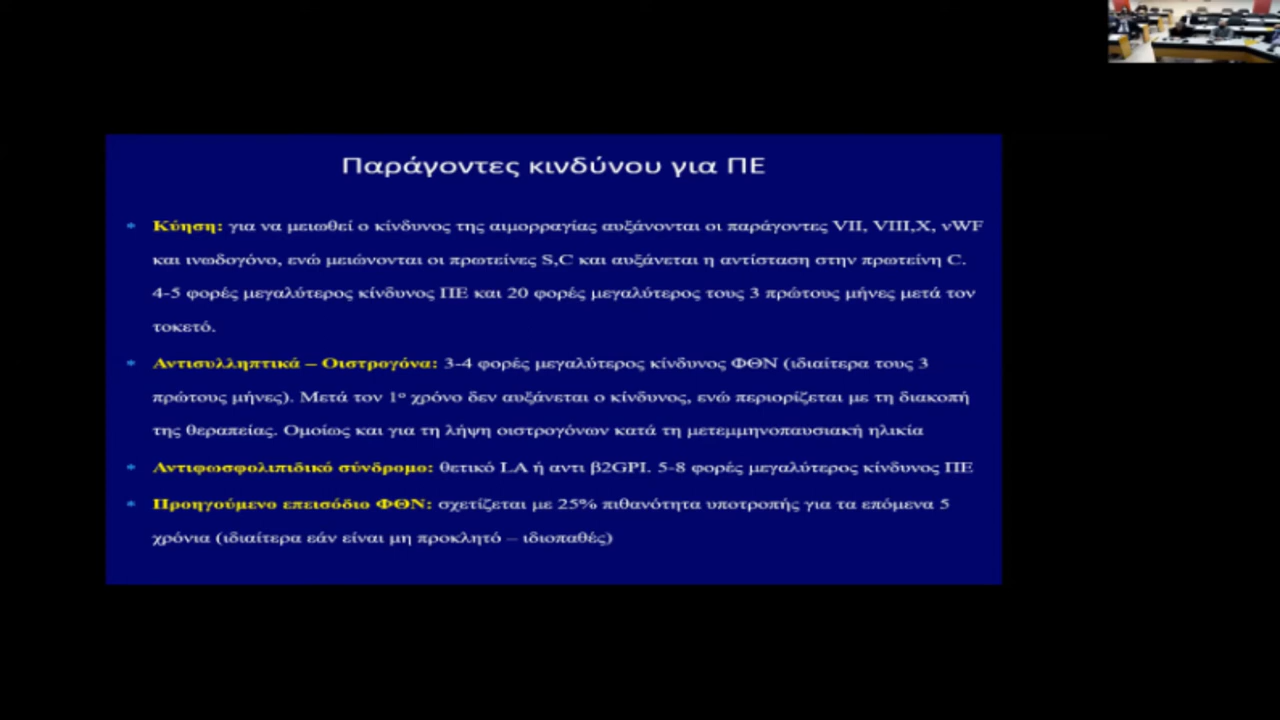 Παράγοντες κινδύνου για ΠΕ
* Κύηση: για να μειωθεί ο κίνδυνος της αιμορραγίας αυξάνονται οι παράγοντες VII, VIII,X, vWF
και ινωδογόνο, ενώ μειώνονται οι πρωτείνες S,C και αυξάνεται η αντίσταση στην πρωτείνη C.
4-5 φορές μεγαλύτερος κίνδυνος ΠΕ και 20 φορές μεγαλύτερος τους 3 πρώτους μήνες μετά τον
τοκετό.
* Αντισυλληπτικά – Οιστρογόνα: 3-4 φορές μεγαλύτερος κίνδυνος ΦΘΝ (ιδιαίτερα τους 3
πρώτους μήνες). Μετά τον 1ο χρόνο δεν αυξάνεται ο κίνδυνος, ενώ περιορίζεται με τη διακοπή
της θεραπείας. Ομοίως και για τη λήψη οιστρογόνων κατά τη μετεμμηνοπαυσιακή ηλικία
* Αντιφωσφολιπιδικό σύνδρομο: θετικό LA ή αντι β2GPI. 5-8 φορές μεγαλύτερος κίνδυνος ΠΕ
* Προηγούμενο επεισόδιο ΦΘΝ: σχετίζεται με 25% πιθανότητα υποτροπής για τα επόμενα 5
χρόνια (ιδιαίτερα εάν είναι μη προκλητό – ιδιοπαθές)